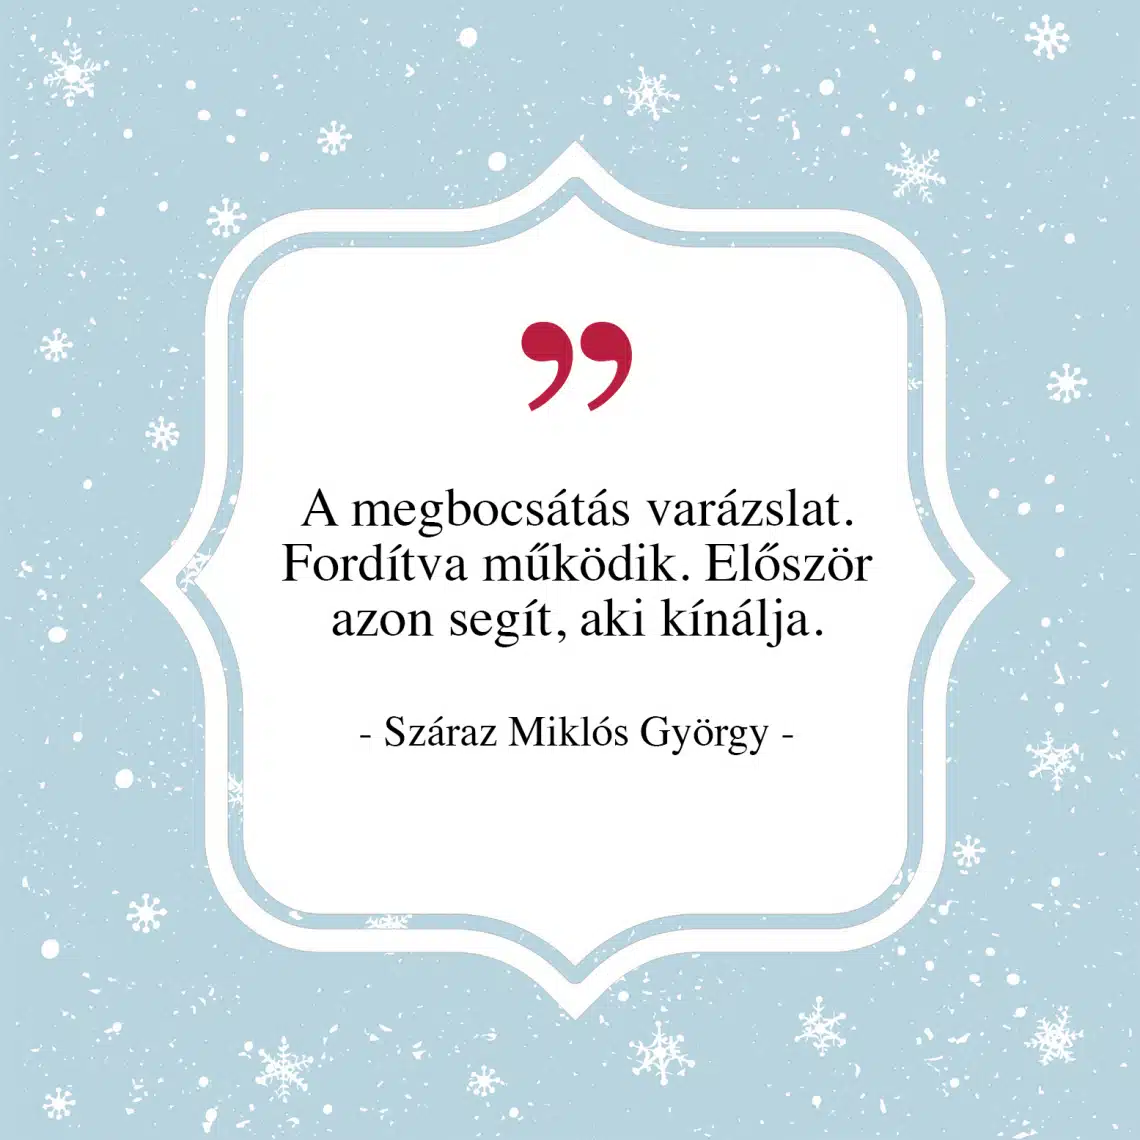 ”
A megbocsátás varázslat.
Fordítva működik. Először
azon segít, aki kínálja.
- Száraz Miklós György -